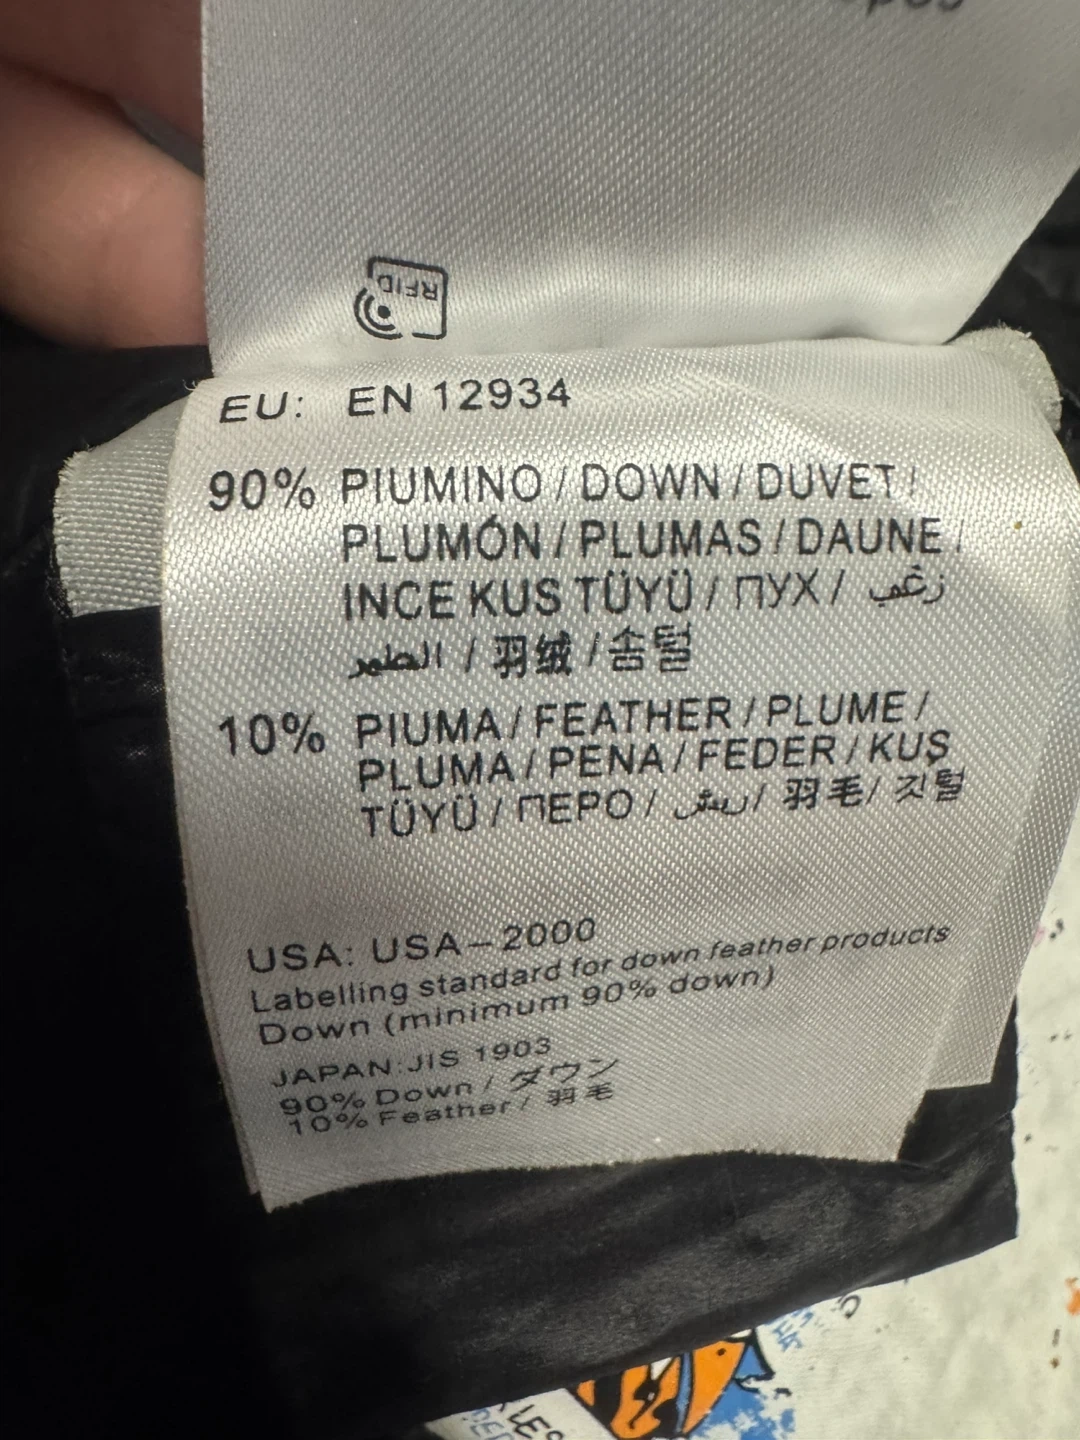 RFID
EU: EN 12934
90% PIUMINO / DOWN / DUVET /
PLUMÓN / PLUMAS / DAUNE /
INCE KUS TÜYÜ / ПУХ / زغب
الطير / 羽绒 / 솜털
10% PIUMA / FEATHER / PLUME /
PLUMA / PENA / FEDER / KUŞ
TÜYÜ / ПЕРО / ريش / 羽毛 / 깃털
USA: USA-2000
Labelling standard for down feather products
Down (minimum 90% down)
JAPAN:JIS 1903
90% Down / ダウン
10% Feather / 羽毛